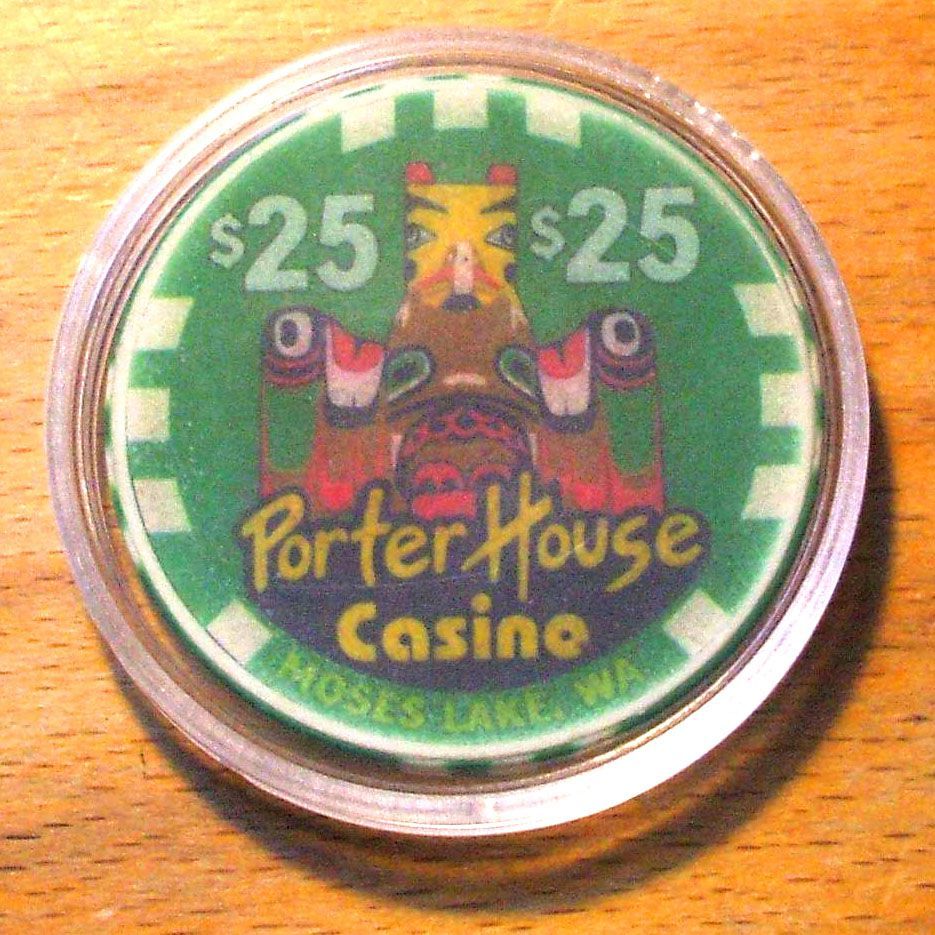 $25 $25
Porter House
Casino
MOSES LAKE, WA